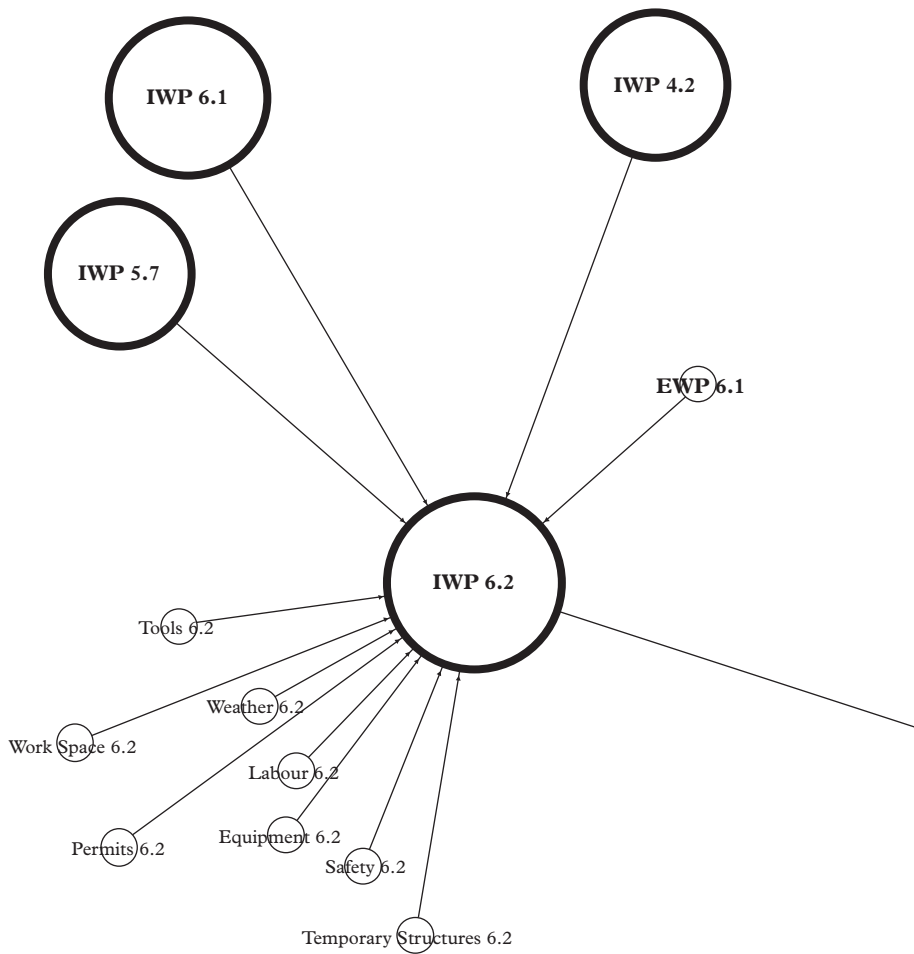 IWP 6.1
IWP 4.2
IWP 5.7
EWP 6.1
IWP 6.2
Tools 6.2
Weather 6.2
Work Space 6.2
Labour 6.2
Equipment 6.2
Permits 6.2
Safety 6.2
Temporary Structures 6.2